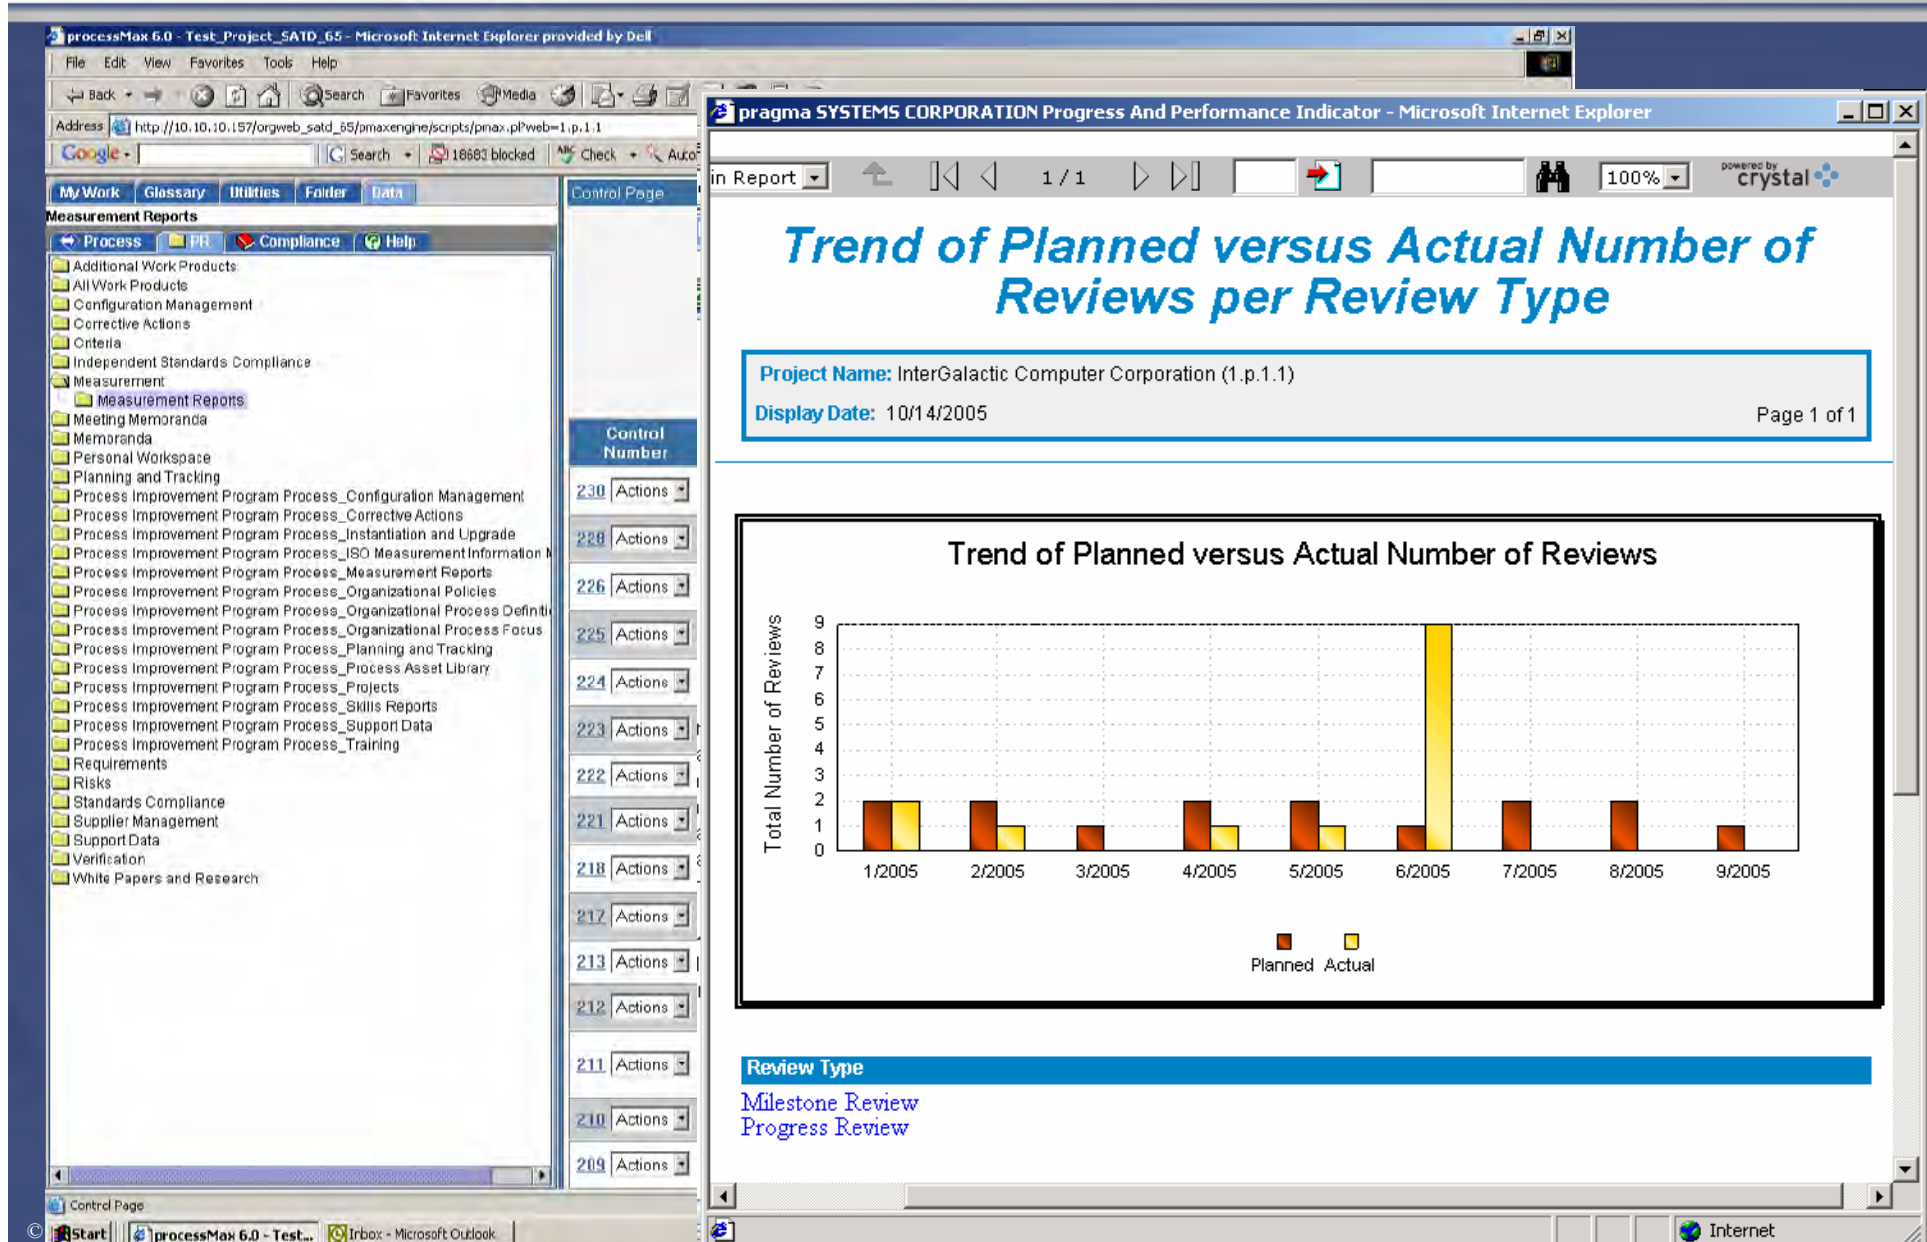 processMax 6.0 - Test_Project_SATD_65 - Microsoft Internet Explorer provided by Dell
File Edit View Favorites Tools Help
Back Search Favorites Media
Address http://10.10.10.157/orgweb_satd_65/pmaxengine/scripts/pmax.pl?web=1.p.1.1
Google Search 18683 blocked Check
My Work Glossary Utilities Folder Data
Measurement Reports
Process PR Compliance Help
Additional Work Products
All Work Products
Configuration Management
Corrective Actions
Criteria
Independent Standards Compliance
Measurement
Measurement Reports
Meeting Memoranda
Memoranda
Personal Workspace
Planning and Tracking
Process Improvement Program Process_Configuration Management
Process Improvement Program Process_Corrective Actions
Process Improvement Program Process_Instantiation and Upgrade
Process Improvement Program Process_ISO Measurement Information
Process Improvement Program Process_Measurement Reports
Process Improvement Program Process_Organizational Policies
Process Improvement Program Process_Organizational Process Definiti
Process Improvement Program Process_Organizational Process Focus
Process Improvement Program Process_Planning and Tracking
Process Improvement Program Process_Process Asset Library
Process Improvement Program Process_Projects
Process Improvement Program Process_Skills Reports
Process Improvement Program Process_Support Data
Process Improvement Program Process_Training
Requirements
Risks
Standards Compliance
Supplier Management
Support Data
Verification
White Papers and Research
Control Page
Control
Number
230 Actions
228 Actions
226 Actions
225 Actions
224 Actions
223 Actions
222 Actions
221 Actions
218 Actions
217 Actions
213 Actions
212 Actions
211 Actions
210 Actions
209 Actions
pragma SYSTEMS CORPORATION Progress And Performance Indicator - Microsoft Internet Explorer
in Report 1 / 1 100% powered by crystal
Trend of Planned versus Actual Number of
Reviews per Review Type
Project Name: InterGalactic Computer Corporation (1.p.1.1)
Display Date: 10/14/2005 Page 1 of 1
Trend of Planned versus Actual Number of Reviews
Total Number of Reviews
9
8
7
6
5
4
3
2
1
0
1/2005 2/2005 3/2005 4/2005 5/2005 6/2005 7/2005 8/2005 9/2005
Planned Actual
Review Type
Milestone Review
Progress Review
Control Page
Internet
©
Start processMax 6.0 - Test... Inbox - Microsoft Outlook